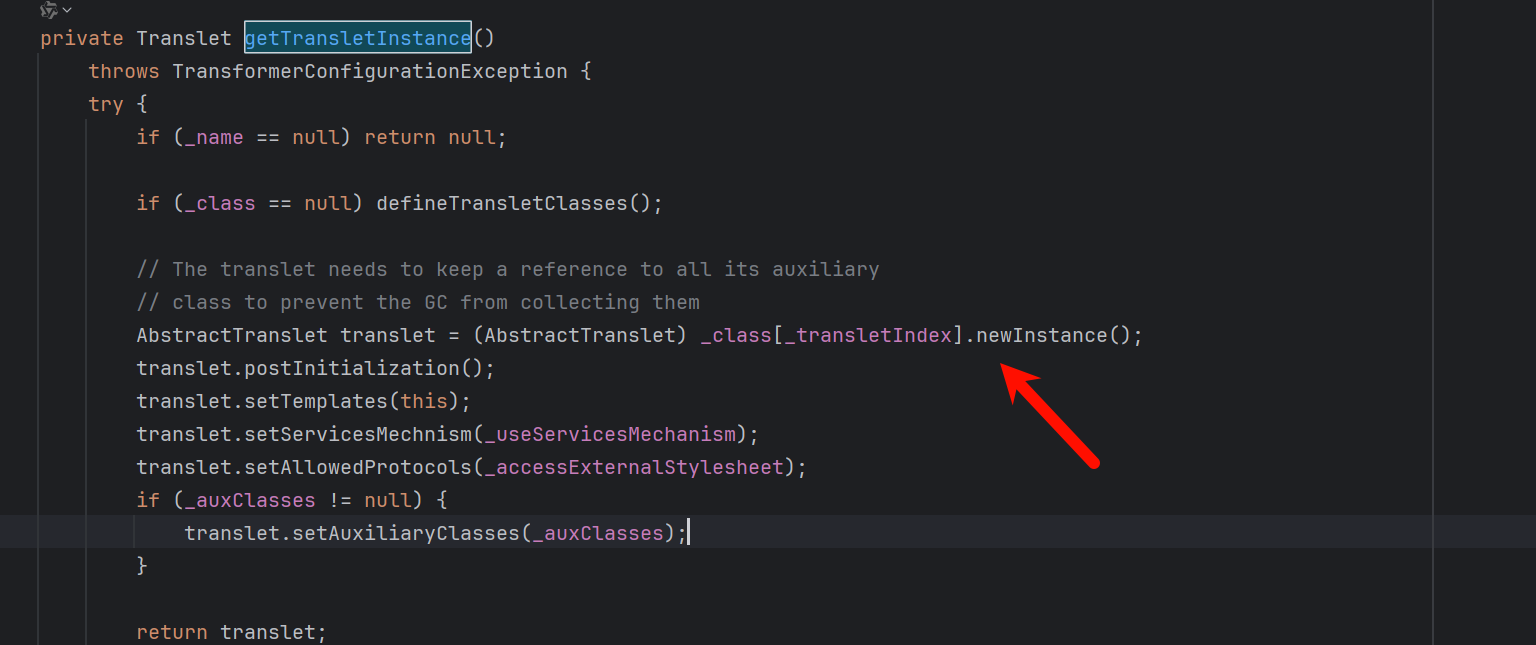 private Translet getTransletInstance()
throws TransformerConfigurationException {
try {
if (_name == null) return null;
if (_class == null) defineTransletClasses();
// The translet needs to keep a reference to all its auxiliary
// class to prevent the GC from collecting them
AbstractTranslet translet = (AbstractTranslet) _class[_transletIndex].newInstance();
translet.postInitialization();
translet.setTemplates(this);
translet.setServicesMechnism(_useServicesMechanism);
translet.setAllowedProtocols(_accessExternalStylesheet);
if (_auxClasses != null) {
translet.setAuxiliaryClasses(_auxClasses);
}
return translet;